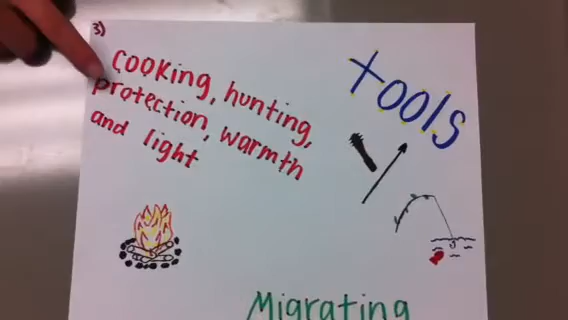 3)
Cooking, hunting,
protection, warmth
and light
tools
Migrating